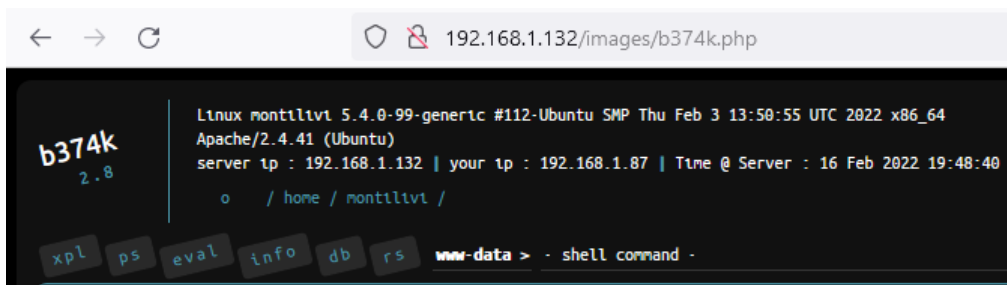 192.168.1.132/images/b374k.php
Linux montilivi 5.4.0-99-generic #112-Ubuntu SMP Thu Feb 3 13:50:55 UTC 2022 x86_64
Apache/2.4.41 (Ubuntu)
server ip : 192.168.1.132 | your ip : 192.168.1.87 | Time @ Server : 16 Feb 2022 19:48:40
b374k
2.8
o / home / montilivi /
xpl ps eval info db rs www-data > - shell command -